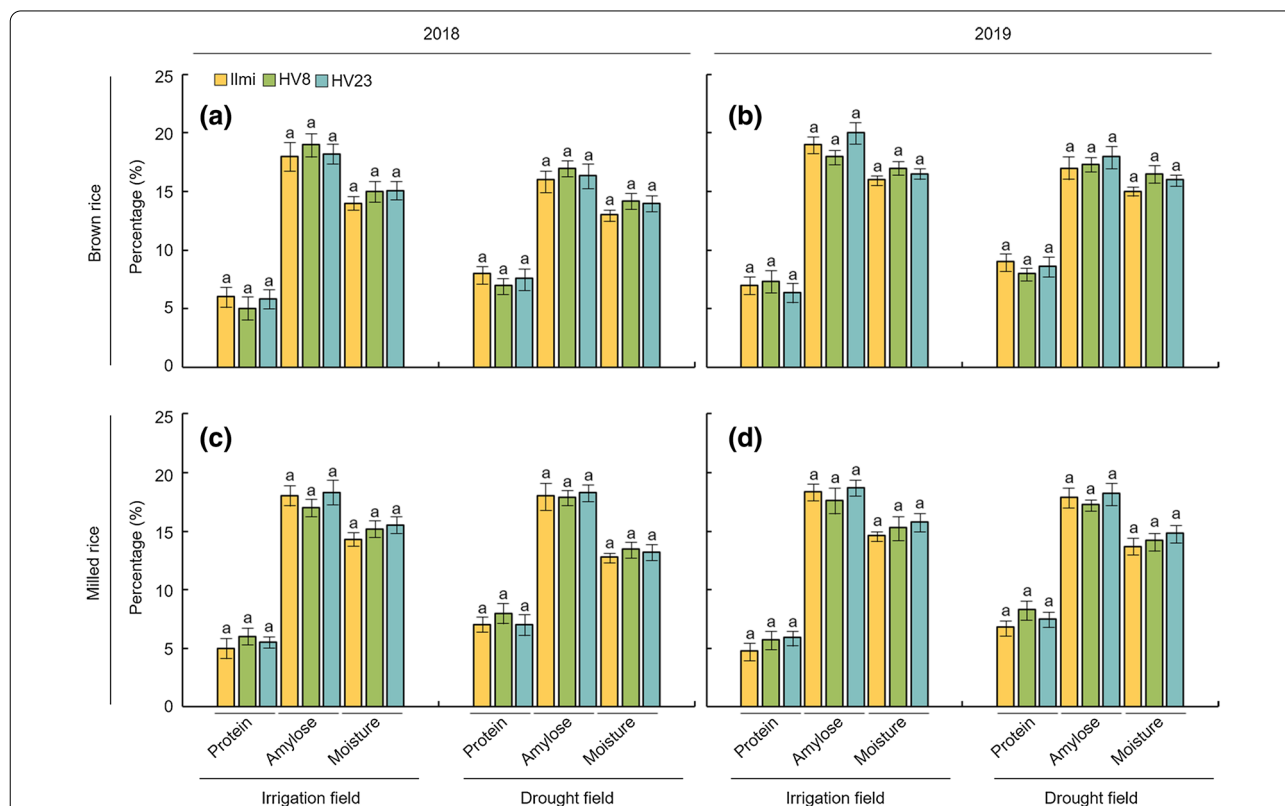 2018 2019
Ilmi HV8 HV23
Brown rice
Percentage (%)
25
20
15
10
5
0
(a)
a a a a a a a a a
a a a a a a a a a
(b)
a a a a a a a a a
a a a a a a a a a
Milled rice
Percentage (%)
25
20
15
10
5
0
(c)
a a a a a a a a a
a a a a a a a a a
(d)
a a a a a a a a a
a a a a a a a a a
Protein Amylose Moisture Protein Amylose Moisture Protein Amylose Moisture Protein Amylose Moisture
Irrigation field Drought field Irrigation field Drought field